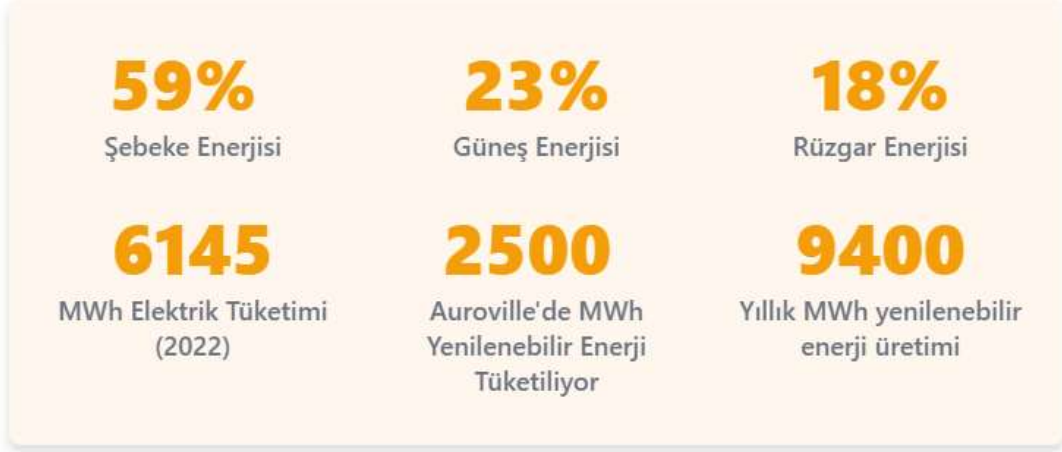 59%
Şebeke Enerjisi
23%
Güneş Enerjisi
18%
Rüzgar Enerjisi
6145
MWh Elektrik Tüketimi
(2022)
2500
Auroville'de MWh
Yenilenebilir Enerji
Tüketiliyor
9400
Yıllık MWh yenilenebilir
enerji üretimi